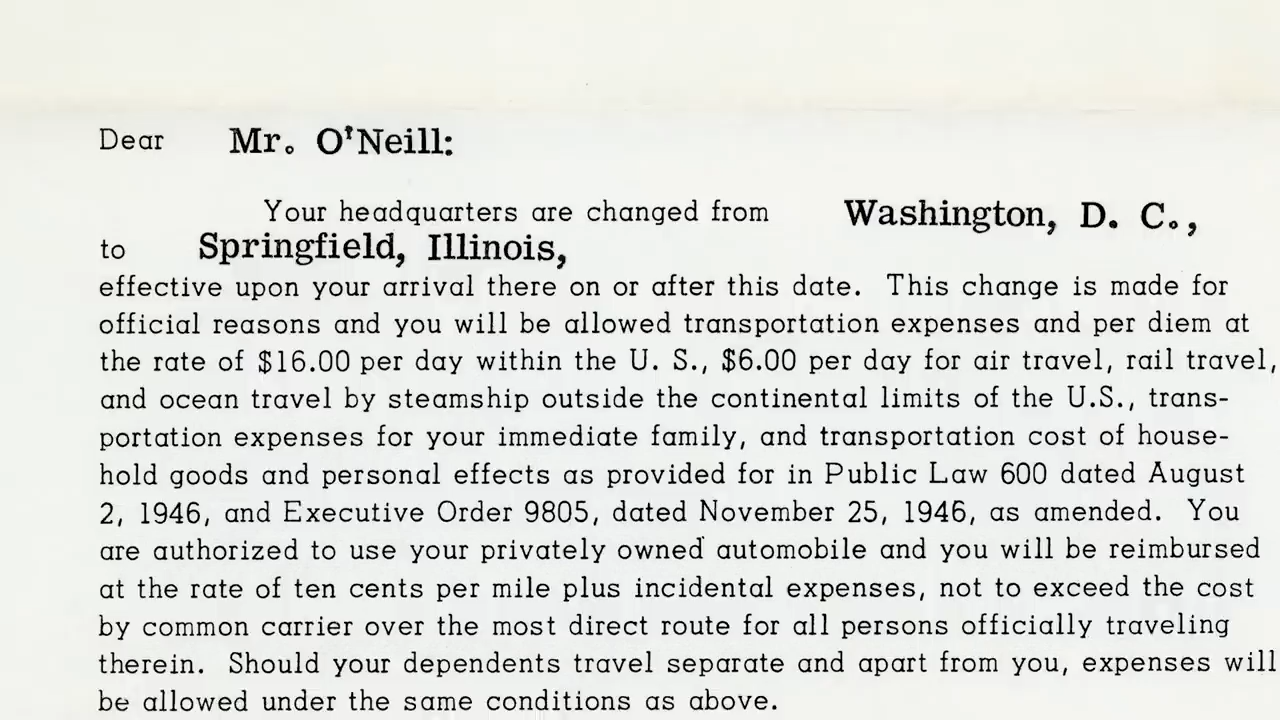 Dear Mr. O'Neill:
Your headquarters are changed from Washington, D. C.,
to Springfield, Illinois,
effective upon your arrival there on or after this date. This change is made for
official reasons and you will be allowed transportation expenses and per diem at
the rate of $16.00 per day within the U. S., $6.00 per day for air travel, rail travel,
and ocean travel by steamship outside the continental limits of the U.S., trans-
portation expenses for your immediate family, and transportation cost of house-
hold goods and personal effects as provided for in Public Law 600 dated August
2, 1946, and Executive Order 9805, dated November 25, 1946, as amended. You
are authorized to use your privately owned automobile and you will be reimbursed
at the rate of ten cents per mile plus incidental expenses, not to exceed the cost
by common carrier over the most direct route for all persons officially traveling
therein. Should your dependents travel separate and apart from you, expenses will
be allowed under the same conditions as above.